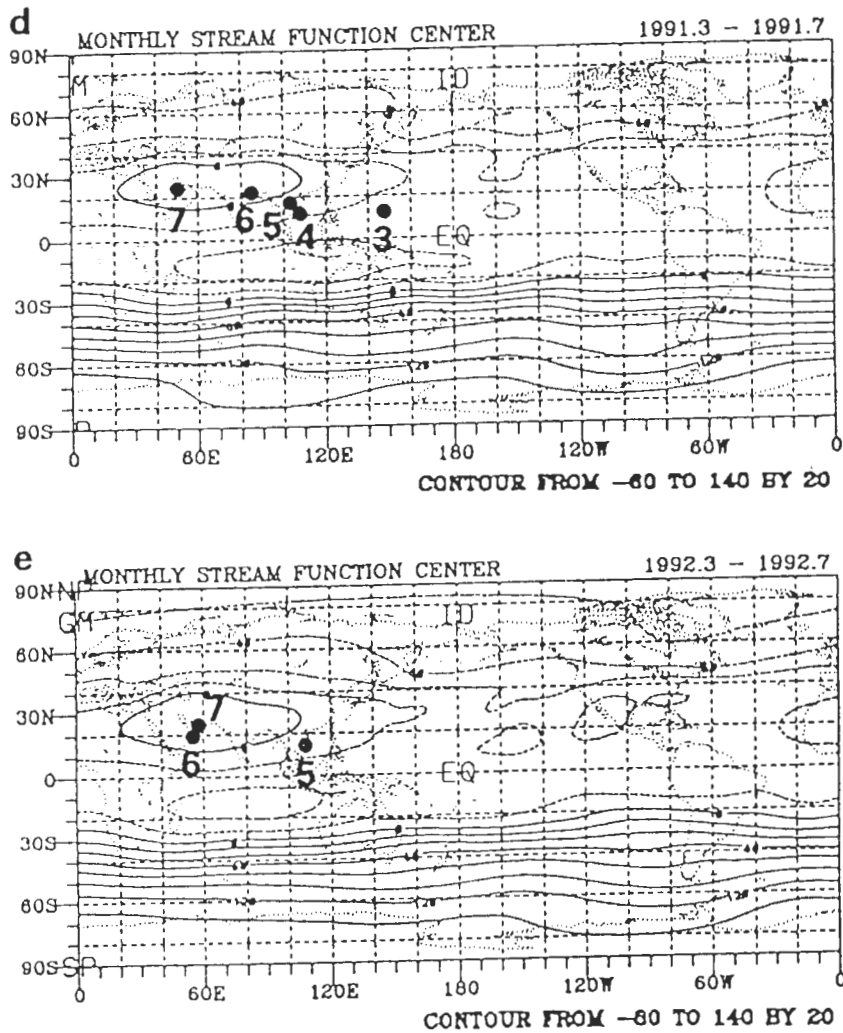 d
MONTHLY STREAM FUNCTION CENTER 1991.3 - 1991.7
90N
M ID
60N
30N
7 6 5 4 3
0 EQ
30S
60S
90S
0 60E 120E 180 120W 60W 0
CONTOUR FROM -60 TO 140 BY 20
e
MONTHLY STREAM FUNCTION CENTER 1992.3 - 1992.7
90N NP
GM ID
60N
30N 7
6 5
0 EQ
30S
60S
90S SP
0 60E 120E 180 120W 60W 0
CONTOUR FROM -80 TO 140 BY 20